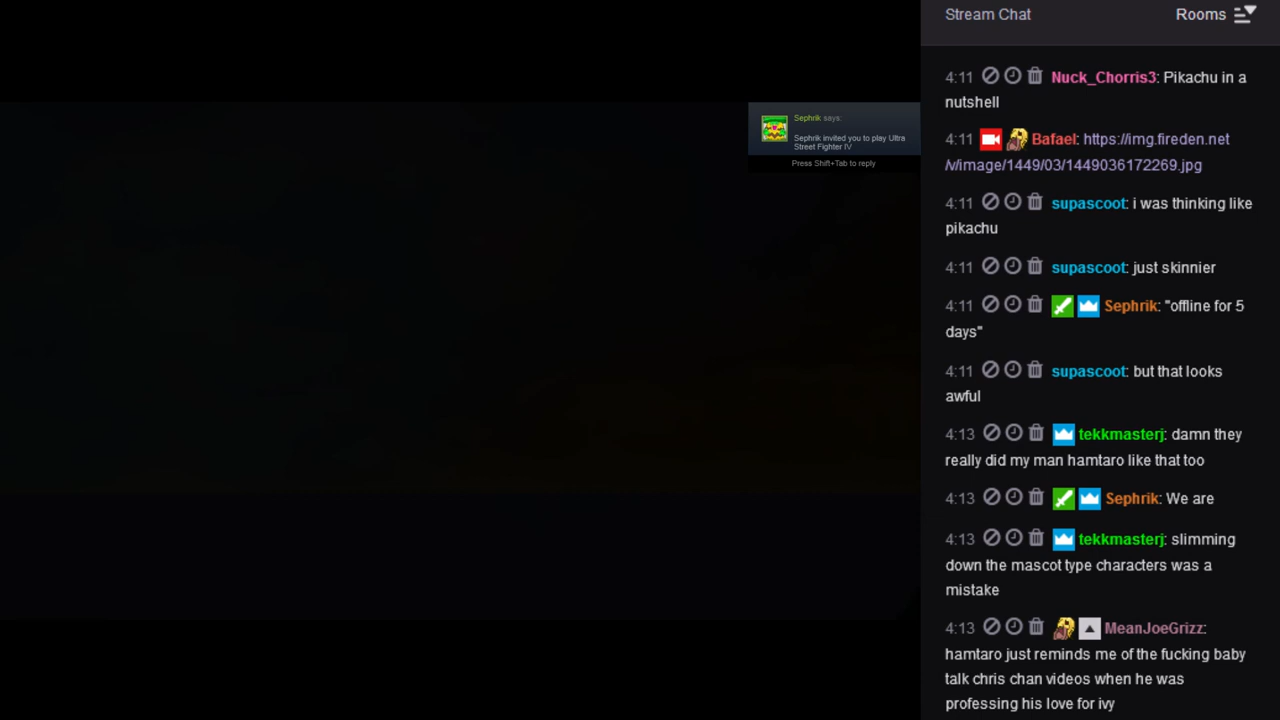 Sephrik says:
Sephrik invited you to play Ultra
Street Fighter IV
Press Shift+Tab to reply
Stream Chat
Rooms
4:11 Nuck_Chorris3: Pikachu in a
nutshell
4:11 Bafael: https://img.fireden.net
/v/image/1449/03/1449036172269.jpg
4:11 supascoot: i was thinking like
pikachu
4:11 supascoot: just skinnier
4:11 Sephrik: "offline for 5
days"
4:11 supascoot: but that looks
awful
4:13 tekkmasterj: damn they
really did my man hamtaro like that too
4:13 Sephrik: We are
4:13 tekkmasterj: slimming
down the mascot type characters was a
mistake
4:13 MeanJoeGrizz:
hamtaro just reminds me of the fucking baby
talk chris chan videos when he was
professing his love for ivy